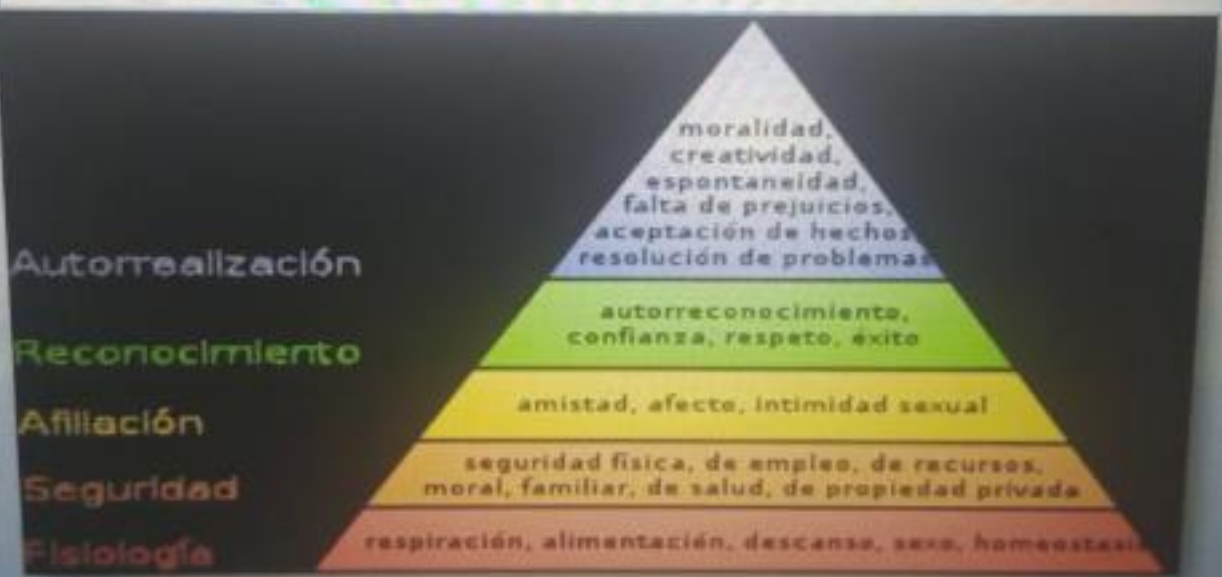 moralidad,
creatividad,
espontaneidad,
falta de prejuicios,
aceptación de hechos,
resolución de problemas
Autorrealización
autorreconocimiento,
confianza, respeto, éxito
Reconocimiento
amistad, afecto, intimidad sexual
Afiliación
seguridad física, de empleo, de recursos,
moral, familiar, de salud, de propiedad privada
Seguridad
respiración, alimentación, descanso, sexo, homeostasis
Fisiología